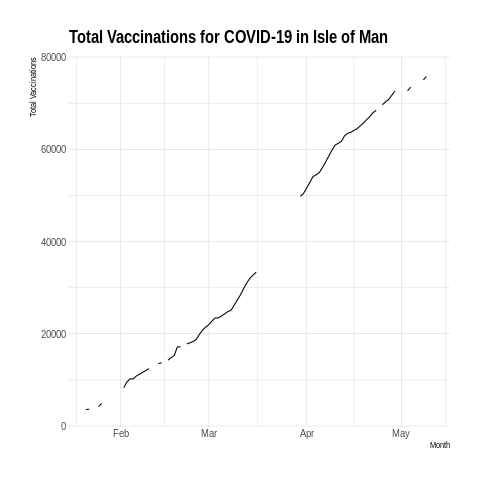 Total Vaccinations for COVID-19 in Isle of Man
Total Vaccinations
80000
60000
40000
20000
0
Feb Mar Apr May
Month